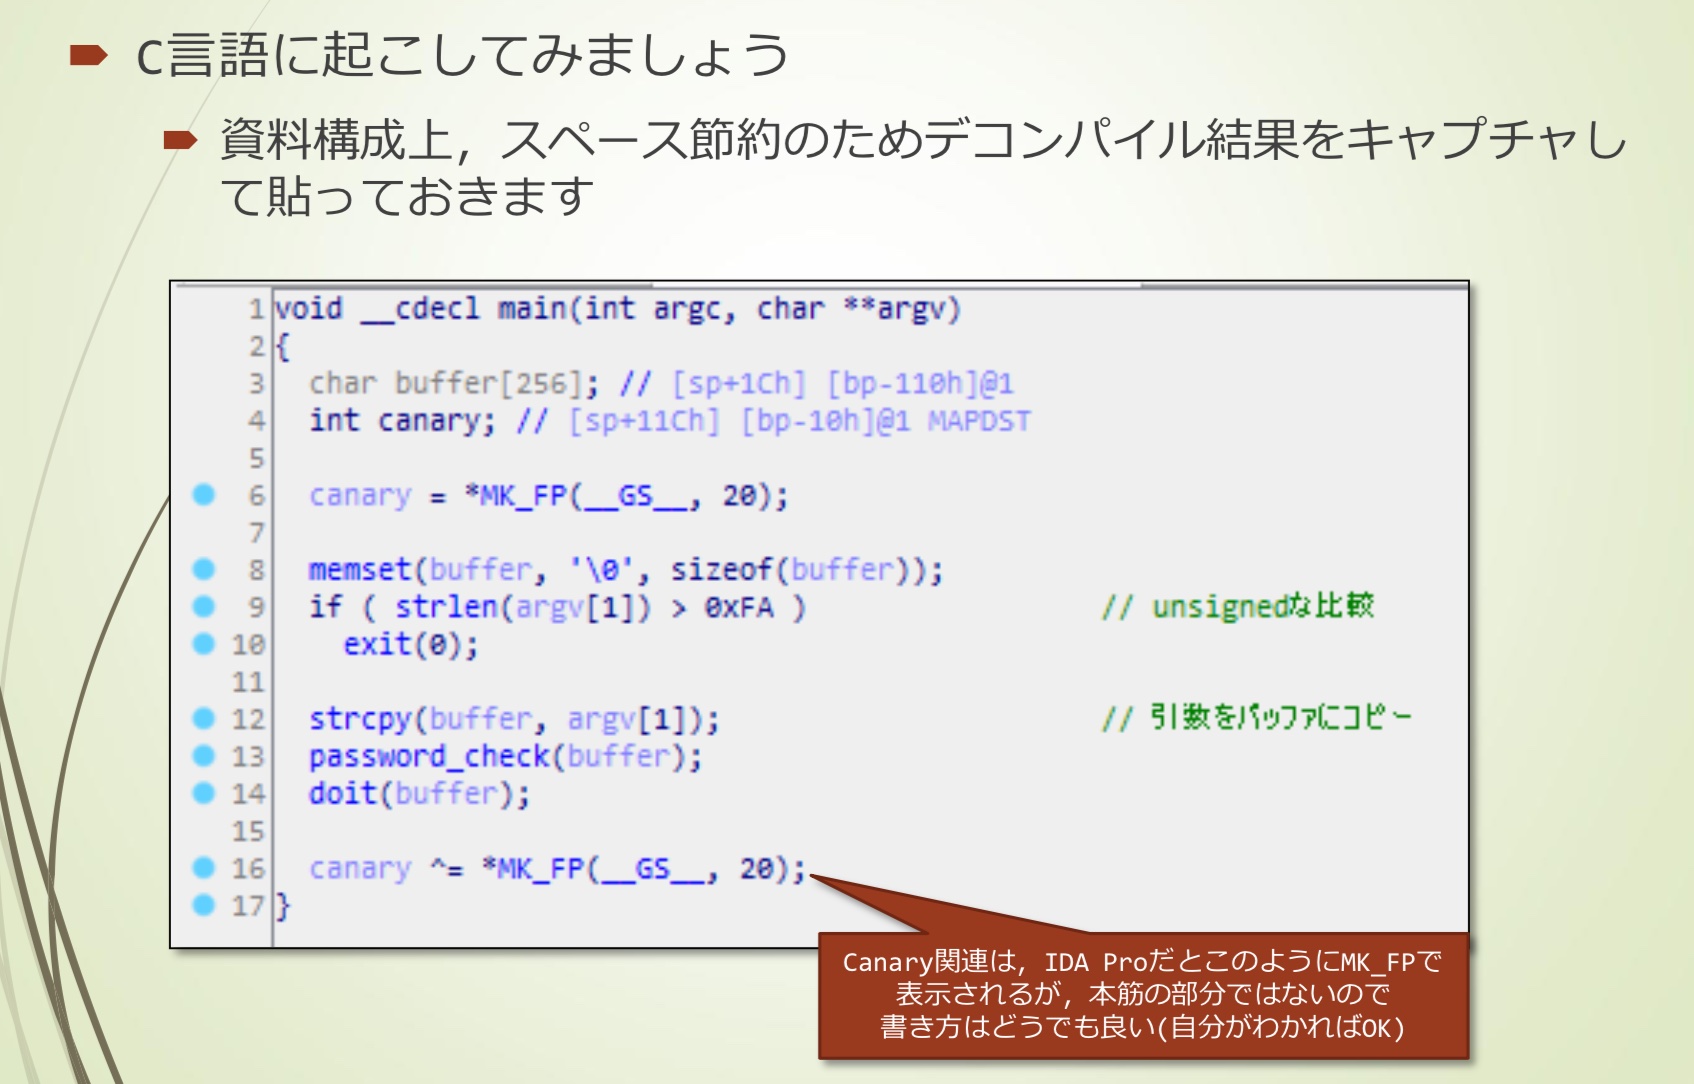 C言語に起こしてみましょう
資料構成上，スペース節約のためデコンパイル結果をキャプチャし
て貼っておきます
1 void __cdecl main(int argc, char **argv)
2 {
3 char buffer[256]; // [sp+1Ch] [bp-110h]@1
4 int canary; // [sp+11Ch] [bp-10h]@1 MAPDST
5
6 canary = *MK_FP(__GS__, 20);
7
8 memset(buffer, '\0', sizeof(buffer));
9 if ( strlen(argv[1]) > 0xFA ) // unsignedな比較
10 exit(0);
11
12 strcpy(buffer, argv[1]); // 引数をバッファにコピー
13 password_check(buffer);
14 doit(buffer);
15
16 canary ^= *MK_FP(__GS__, 20);
17 }
Canary関連は，IDA ProだとこのようにMK_FPで
表示されるが，本筋の部分ではないので
書き方はどうでも良い(自分がわかればOK)